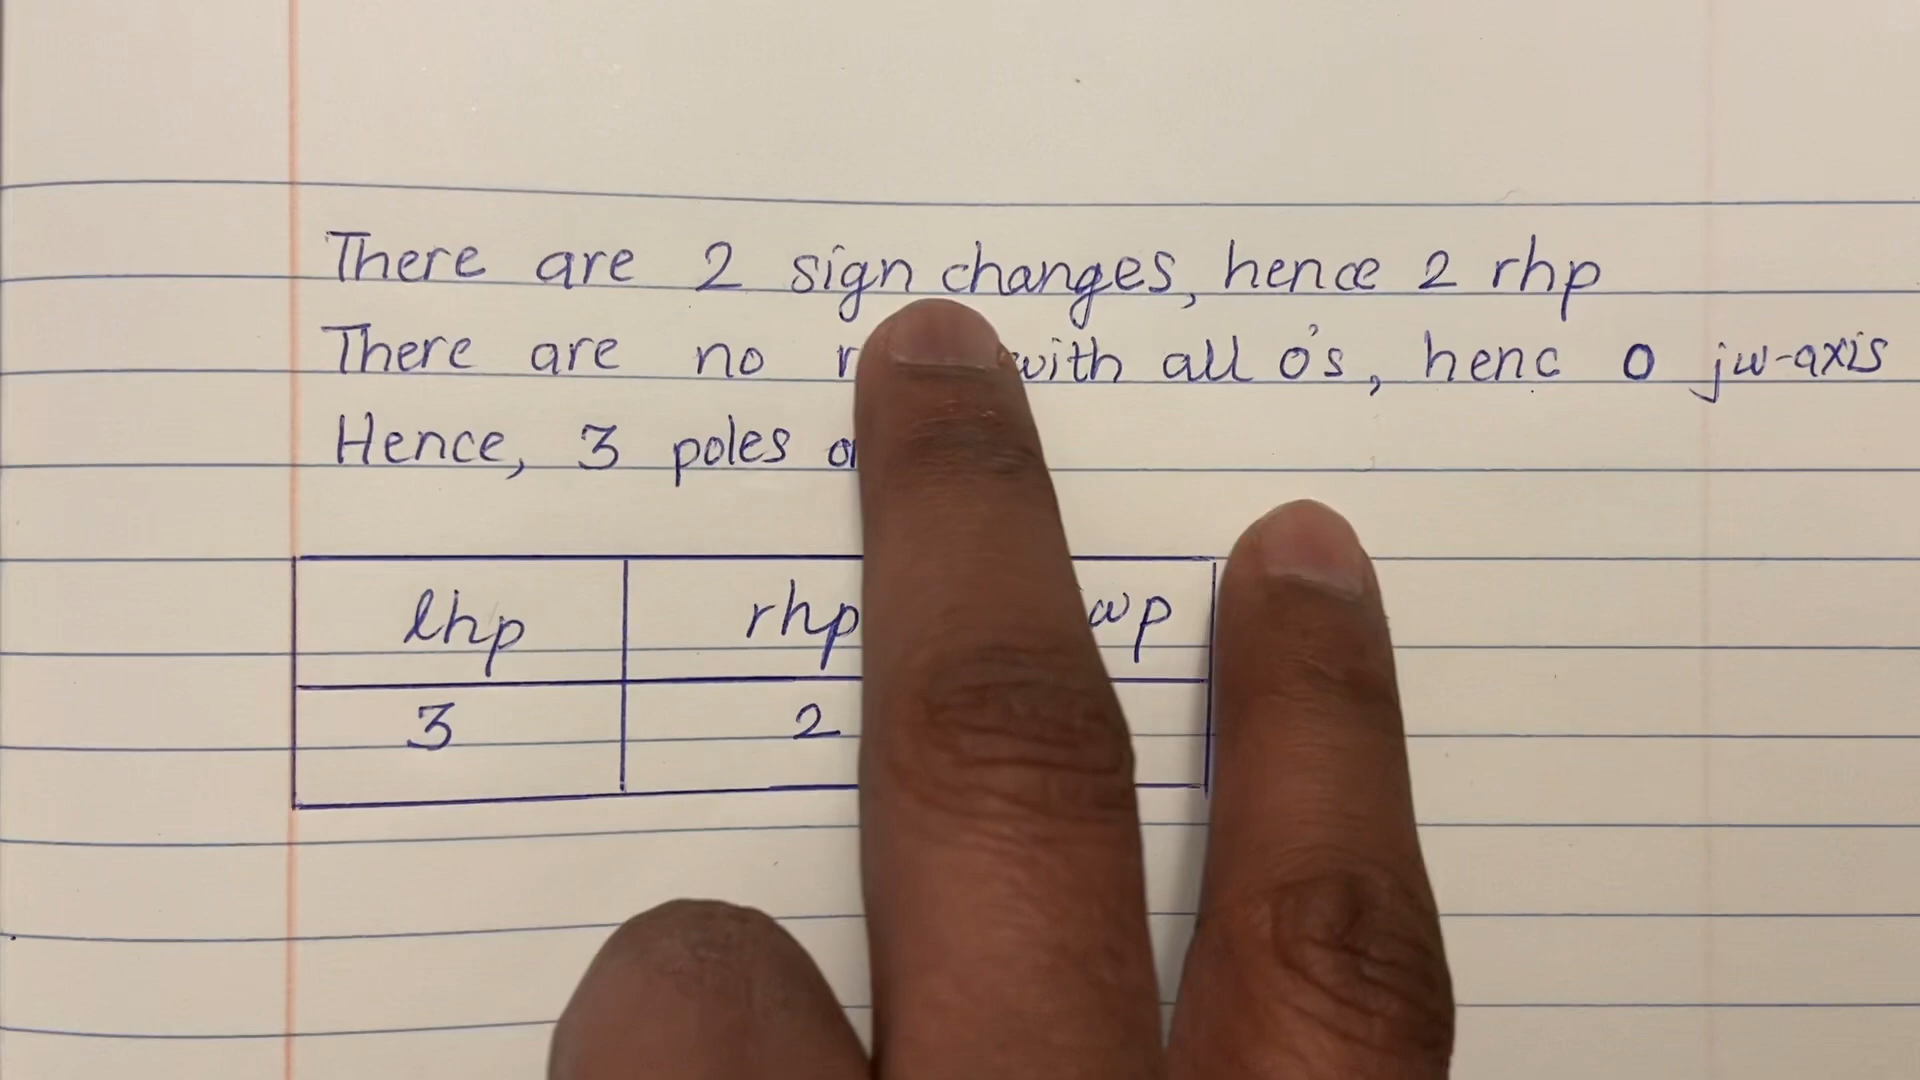 There are 2 sign changes, hence 2 rhp
There are no with all 0's, henc 0 jw-axis
Hence, 3 poles
lhp rhp
3 2